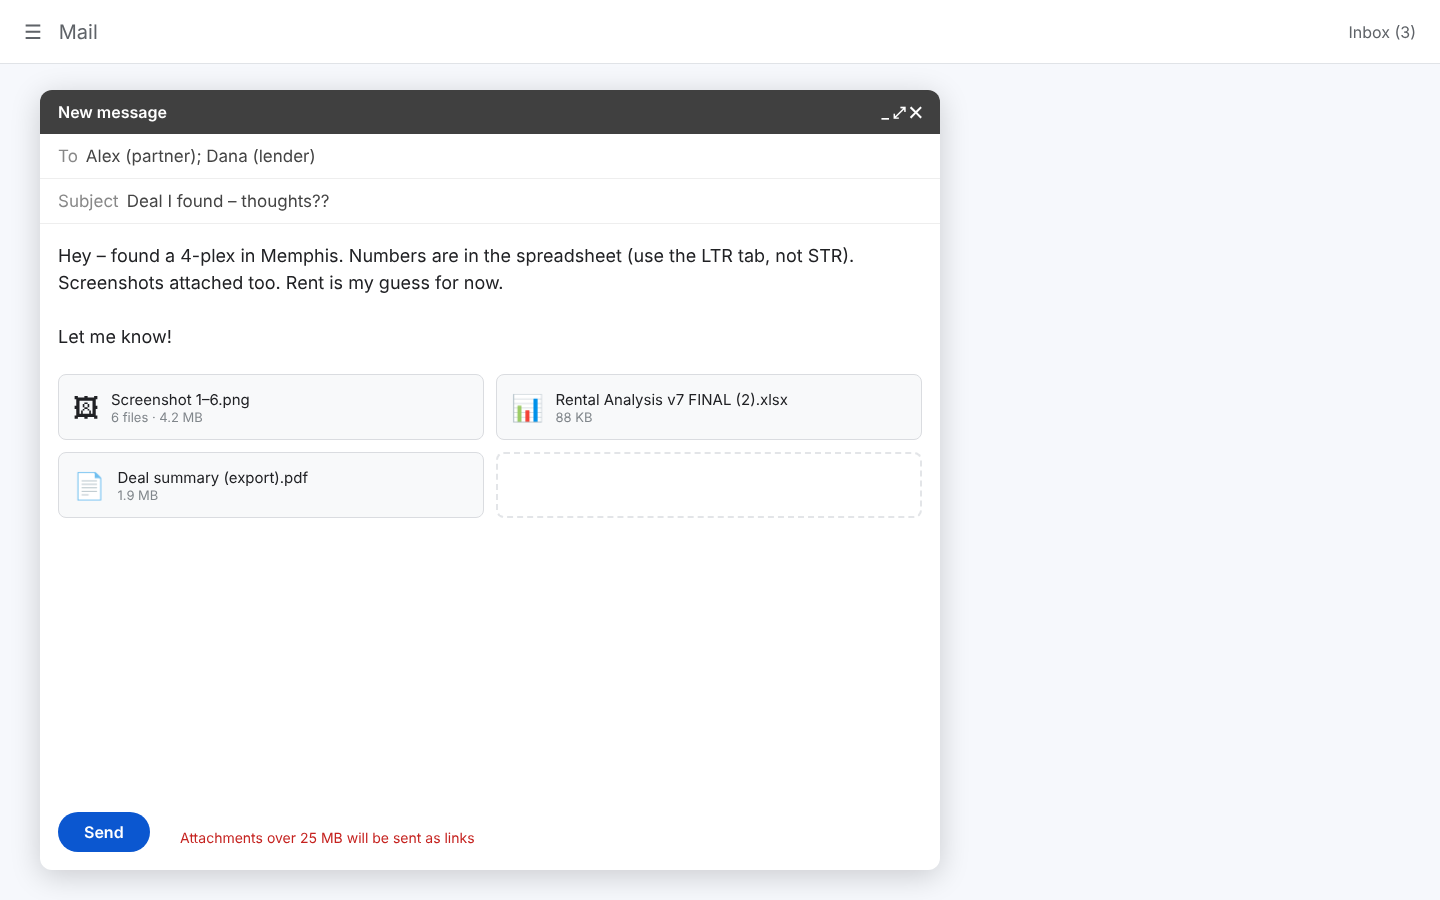 ☰ Mail
Inbox (3)
New message
To Alex (partner); Dana (lender)
Subject Deal I found – thoughts??
Hey – found a 4-plex in Memphis. Numbers are in the spreadsheet (use the LTR tab, not STR).
Screenshots attached too. Rent is my guess for now.
Let me know!
Screenshot 1–6.png
6 files · 4.2 MB
Rental Analysis v7 FINAL (2).xlsx
88 KB
Deal summary (export).pdf
1.9 MB
Send
Attachments over 25 MB will be sent as links